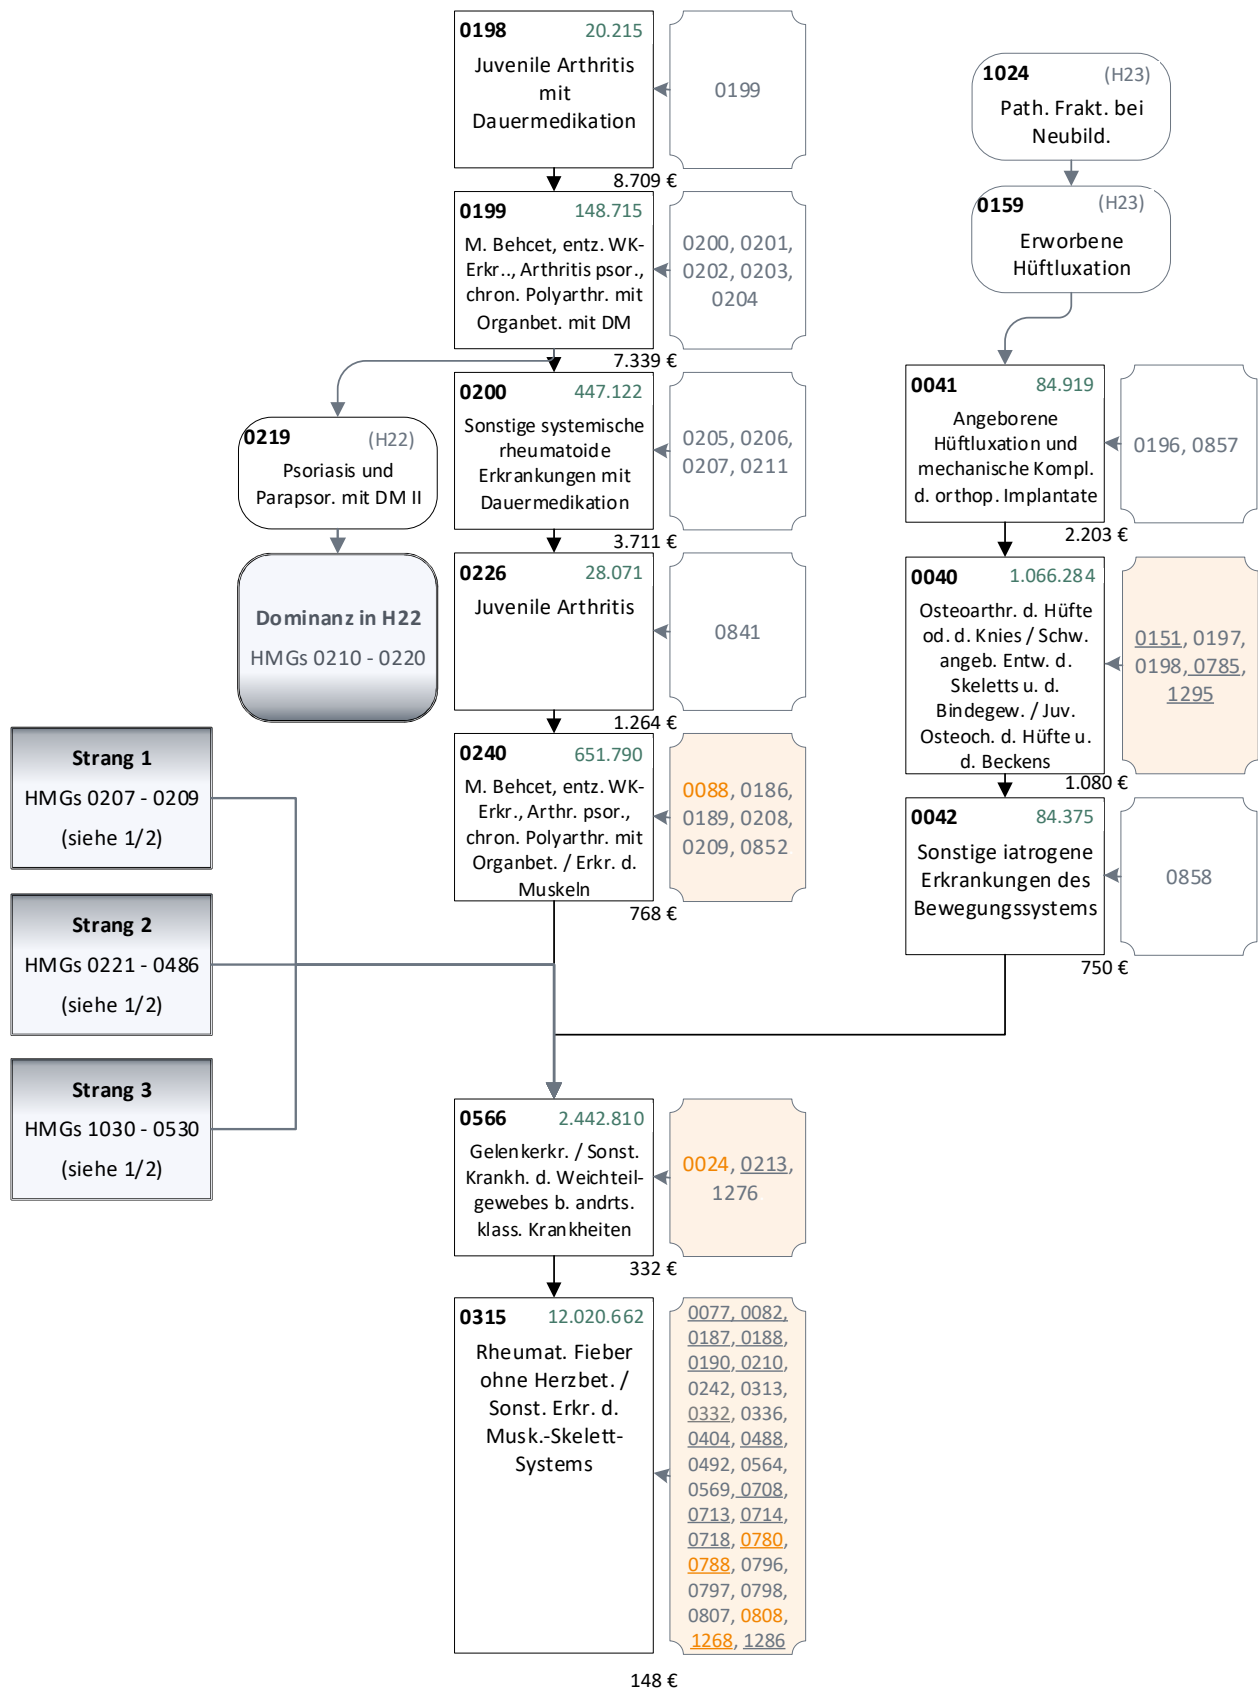 0198 20.215
Juvenile Arthritis
mit
Dauermedikation
0199
8.709 €
0199 148.715
M. Behcet, entz. WK-
Erkr.., Arthritis psor.,
chron. Polyarthr. mit
Organbet. mit DM
0200, 0201,
0202, 0203,
0204
7.339 €
0219 (H22)
Psoriasis und
Parapsor. mit DM II
Dominanz in H22
HMGs 0210 - 0220
0200 447.122
Sonstige systemische
rheumatoide
Erkrankungen mit
Dauermedikation
0205, 0206,
0207, 0211
3.711 €
0226 28.071
Juvenile Arthritis
0841
1.264 €
0240 651.790
M. Behcet, entz. WK-
Erkr., Arthr. psor.,
chron. Polyarthr. mit
Organbet. / Erkr. d.
Muskeln
0088, 0186,
0189, 0208,
0209, 0852
768 €
1024 (H23)
Path. Frakt. bei
Neubild.
0159 (H23)
Erworbene
Hüftluxation
0041 84.919
Angeborene
Hüftluxation und
mechanische Kompl.
d. orthop. Implantate
0196, 0857
2.203 €
0040 1.066.284
Osteoarthr. d. Hüfte
od. d. Knies / Schw.
angeb. Entw. d.
Skeletts u. d.
Bindegew. / Juv.
Osteoch. d. Hüfte u.
d. Beckens
0151, 0197,
0198, 0785,
1295
1.080 €
0042 84.375
Sonstige iatrogene
Erkrankungen des
Bewegungssystems
0858
750 €
Strang 1
HMGs 0207 - 0209
(siehe 1/2)
Strang 2
HMGs 0221 - 0486
(siehe 1/2)
Strang 3
HMGs 1030 - 0530
(siehe 1/2)
0566 2.442.810
Gelenkerkr. / Sonst.
Krankh. d. Weichteil-
gewebes b. andrts.
klass. Krankheiten
0024, 0213,
1276
332 €
0315 12.020.662
Rheumat. Fieber
ohne Herzbet. /
Sonst. Erkr. d.
Musk.-Skelett-
Systems
0077, 0082,
0187, 0188,
0190, 0210,
0242, 0313,
0332, 0336,
0404, 0488,
0492, 0564,
0569, 0708,
0713, 0714,
0718, 0780,
0788, 0796,
0797, 0798,
0807, 0808,
1268, 1286
148 €